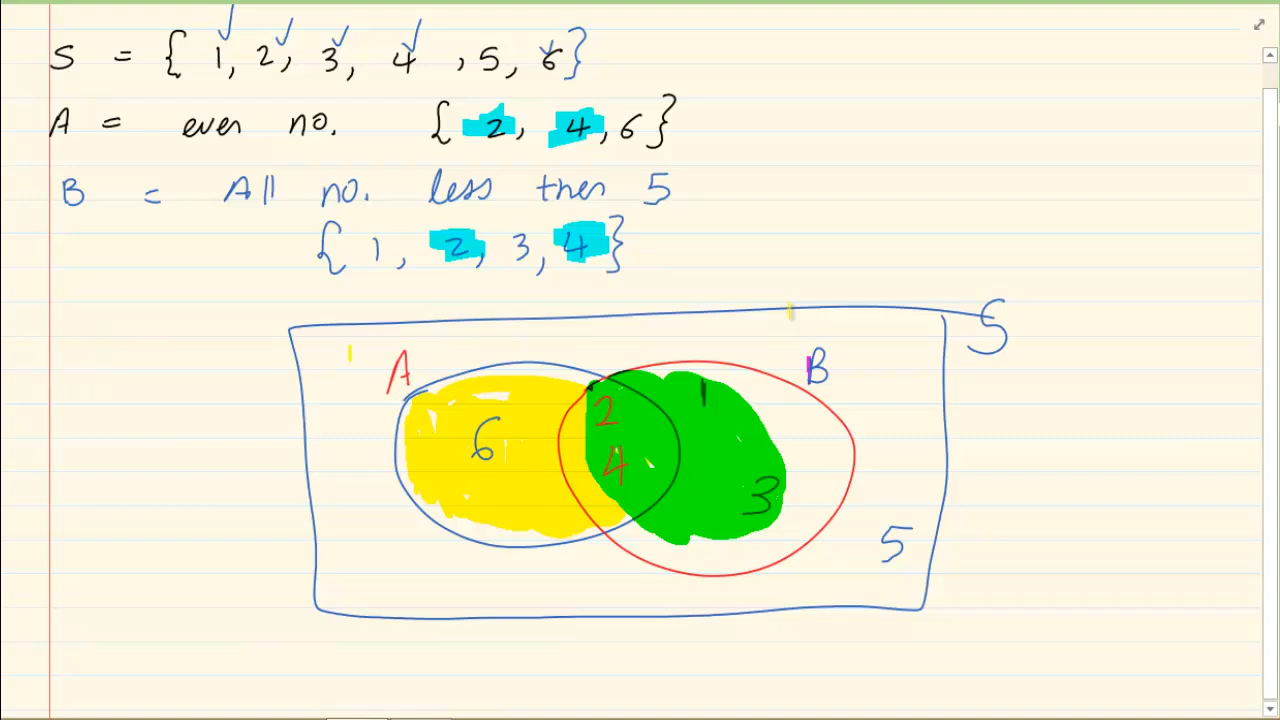 S = { 1, 2, 3, 4 , 5, 6}
A = even no. { 2, 4, 6}
B = All no. less then 5
{ 1, 2, 3, 4 }
S
A B
6 2 4 1 3
5